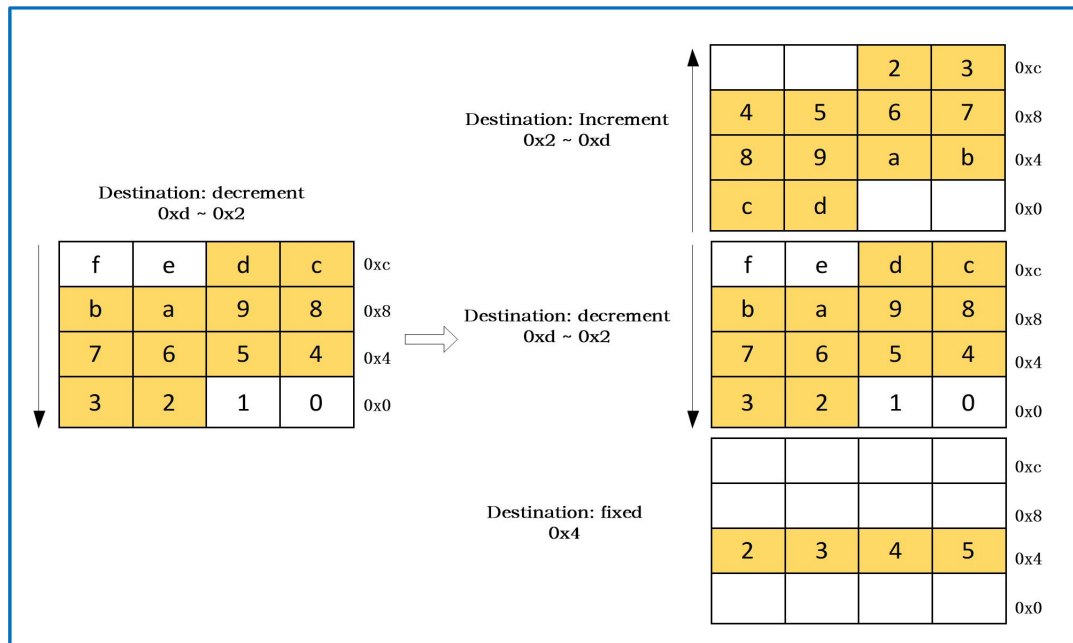 Destination: decrement
0xd ~ 0x2
f e d c 0xc
b a 9 8 0x8
7 6 5 4 0x4
3 2 1 0 0x0
Destination: Increment
0x2 ~ 0xd
2 3 0xc
4 5 6 7 0x8
8 9 a b 0x4
c d 0x0
Destination: decrement
0xd ~ 0x2
f e d c 0xc
b a 9 8 0x8
7 6 5 4 0x4
3 2 1 0 0x0
Destination: fixed
0x4
0xc
0x8
2 3 4 5 0x4
0x0